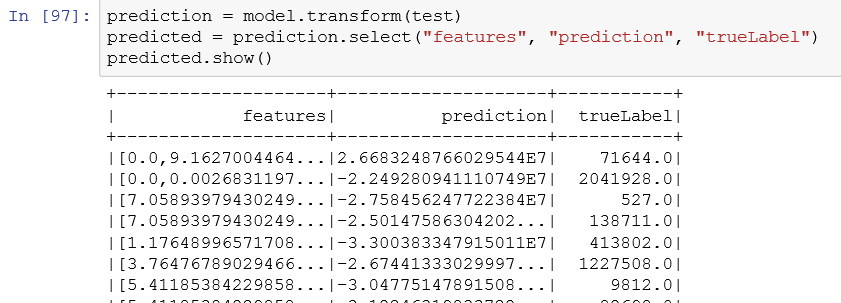 In [97]: prediction = model.transform(test)
predicted = prediction.select("features", "prediction", "trueLabel")
predicted.show()
+--------------------+--------------------+-----------+
|            features|          prediction|  trueLabel|
+--------------------+--------------------+-----------+
|[0.0,9.1627004464...|2.6683248766029544E7|    71644.0|
|[0.0,0.0026831197...|-2.249280941110749E7|  2041928.0|
|[7.05893979430249...|-2.758456247722384E7|      527.0|
|[7.05893979430249...|-2.50147586304202...|   138711.0|
|[1.17648996571708...|-3.300383347915011E7|   413802.0|
|[3.76476789029466...|-2.67441333029997...|  1227508.0|
|[5.41185384229858...|-3.04775147891508...|     9812.0|